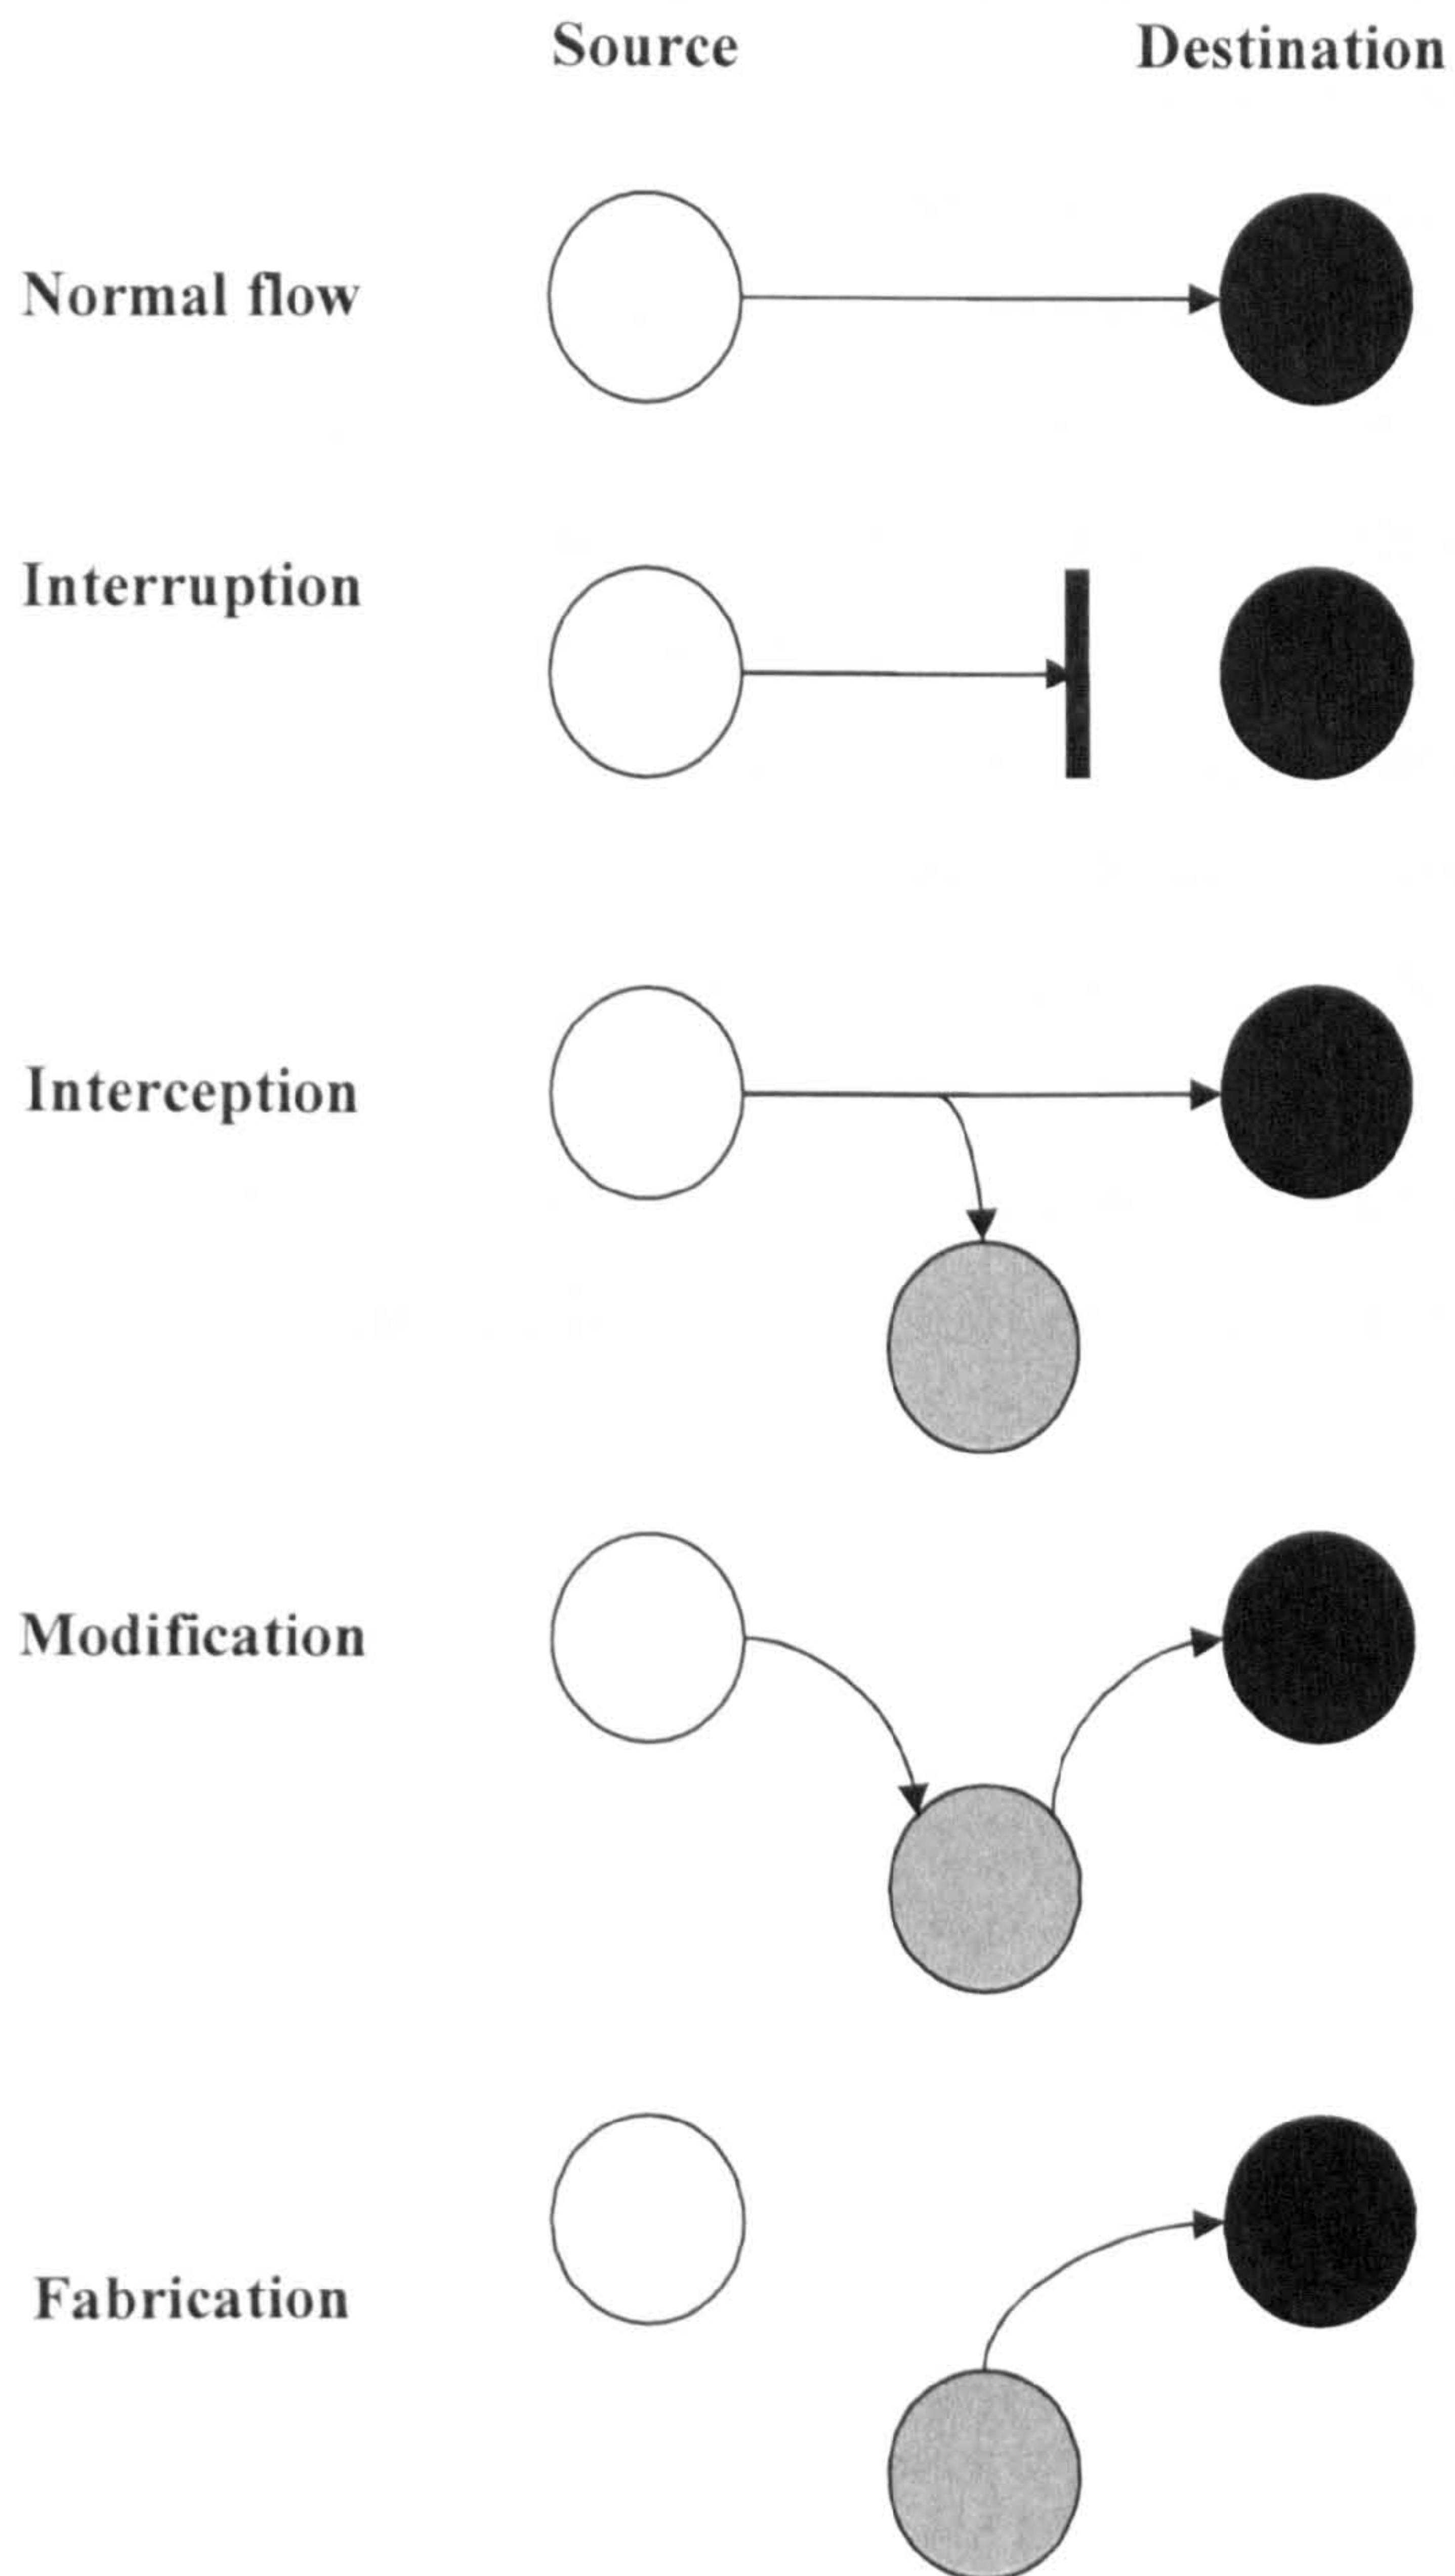 Source Destination
Normal flow
Interruption
Interception
Modification
Fabrication